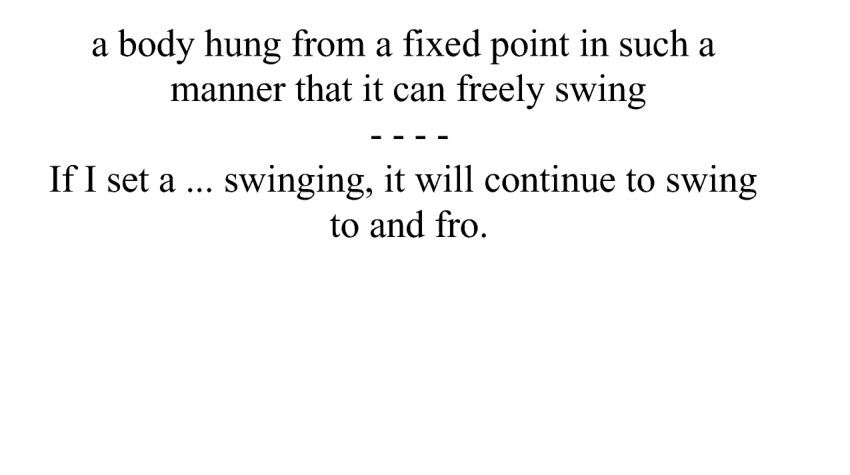 a body hung from a fixed point in such a
manner that it can freely swing
- - - -
If I set a ... swinging, it will continue to swing
to and fro.